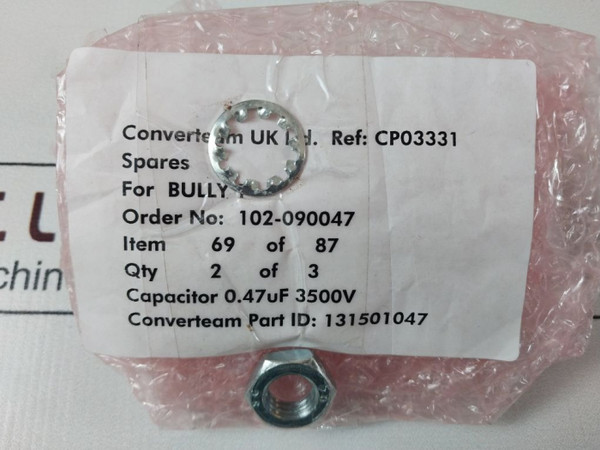 Converteam UK Ltd. Ref: CP03331
Spares
For BULLY
Order No: 102-090047
Item 69 of 87
Qty 2 of 3
Capacitor 0.47uF 3500V
Converteam Part ID: 131501047
chin